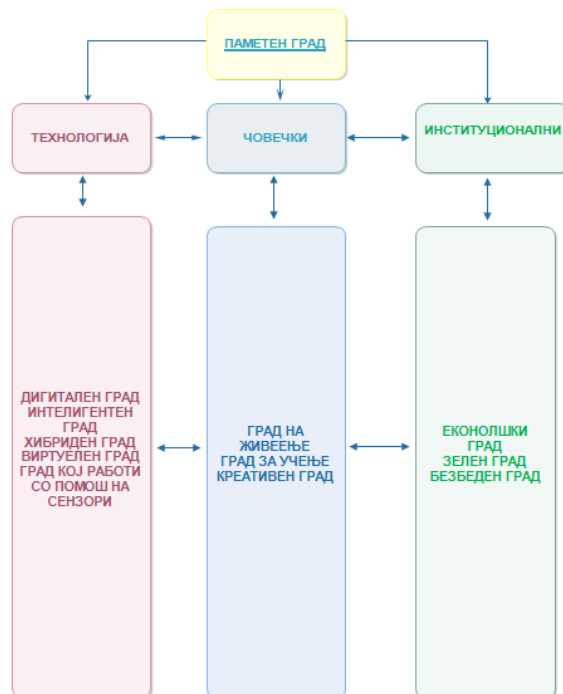 ПАМЕТЕН ГРАД
ТЕХНОЛОГИЈА
ЧОВЕЧКИ
ИНСТИТУЦИОНАЛНИ
ДИГИТАЛЕН ГРАД
ИНТЕЛИГЕНТЕН
ГРАД
ХИБРИДЕН ГРАД
ВИРТУЕЛЕН ГРАД
ГРАД КОЈ РАБОТИ
СО ПОМОШ НА
СЕНЗОРИ
ГРАД НА
ЖИВЕЕЊЕ
ГРАД ЗА УЧЕЊЕ
КРЕАТИВЕН ГРАД
ЕКОНОЛШКИ
ГРАД
ЗЕЛЕН ГРАД
БЕЗБЕДЕН ГРАД